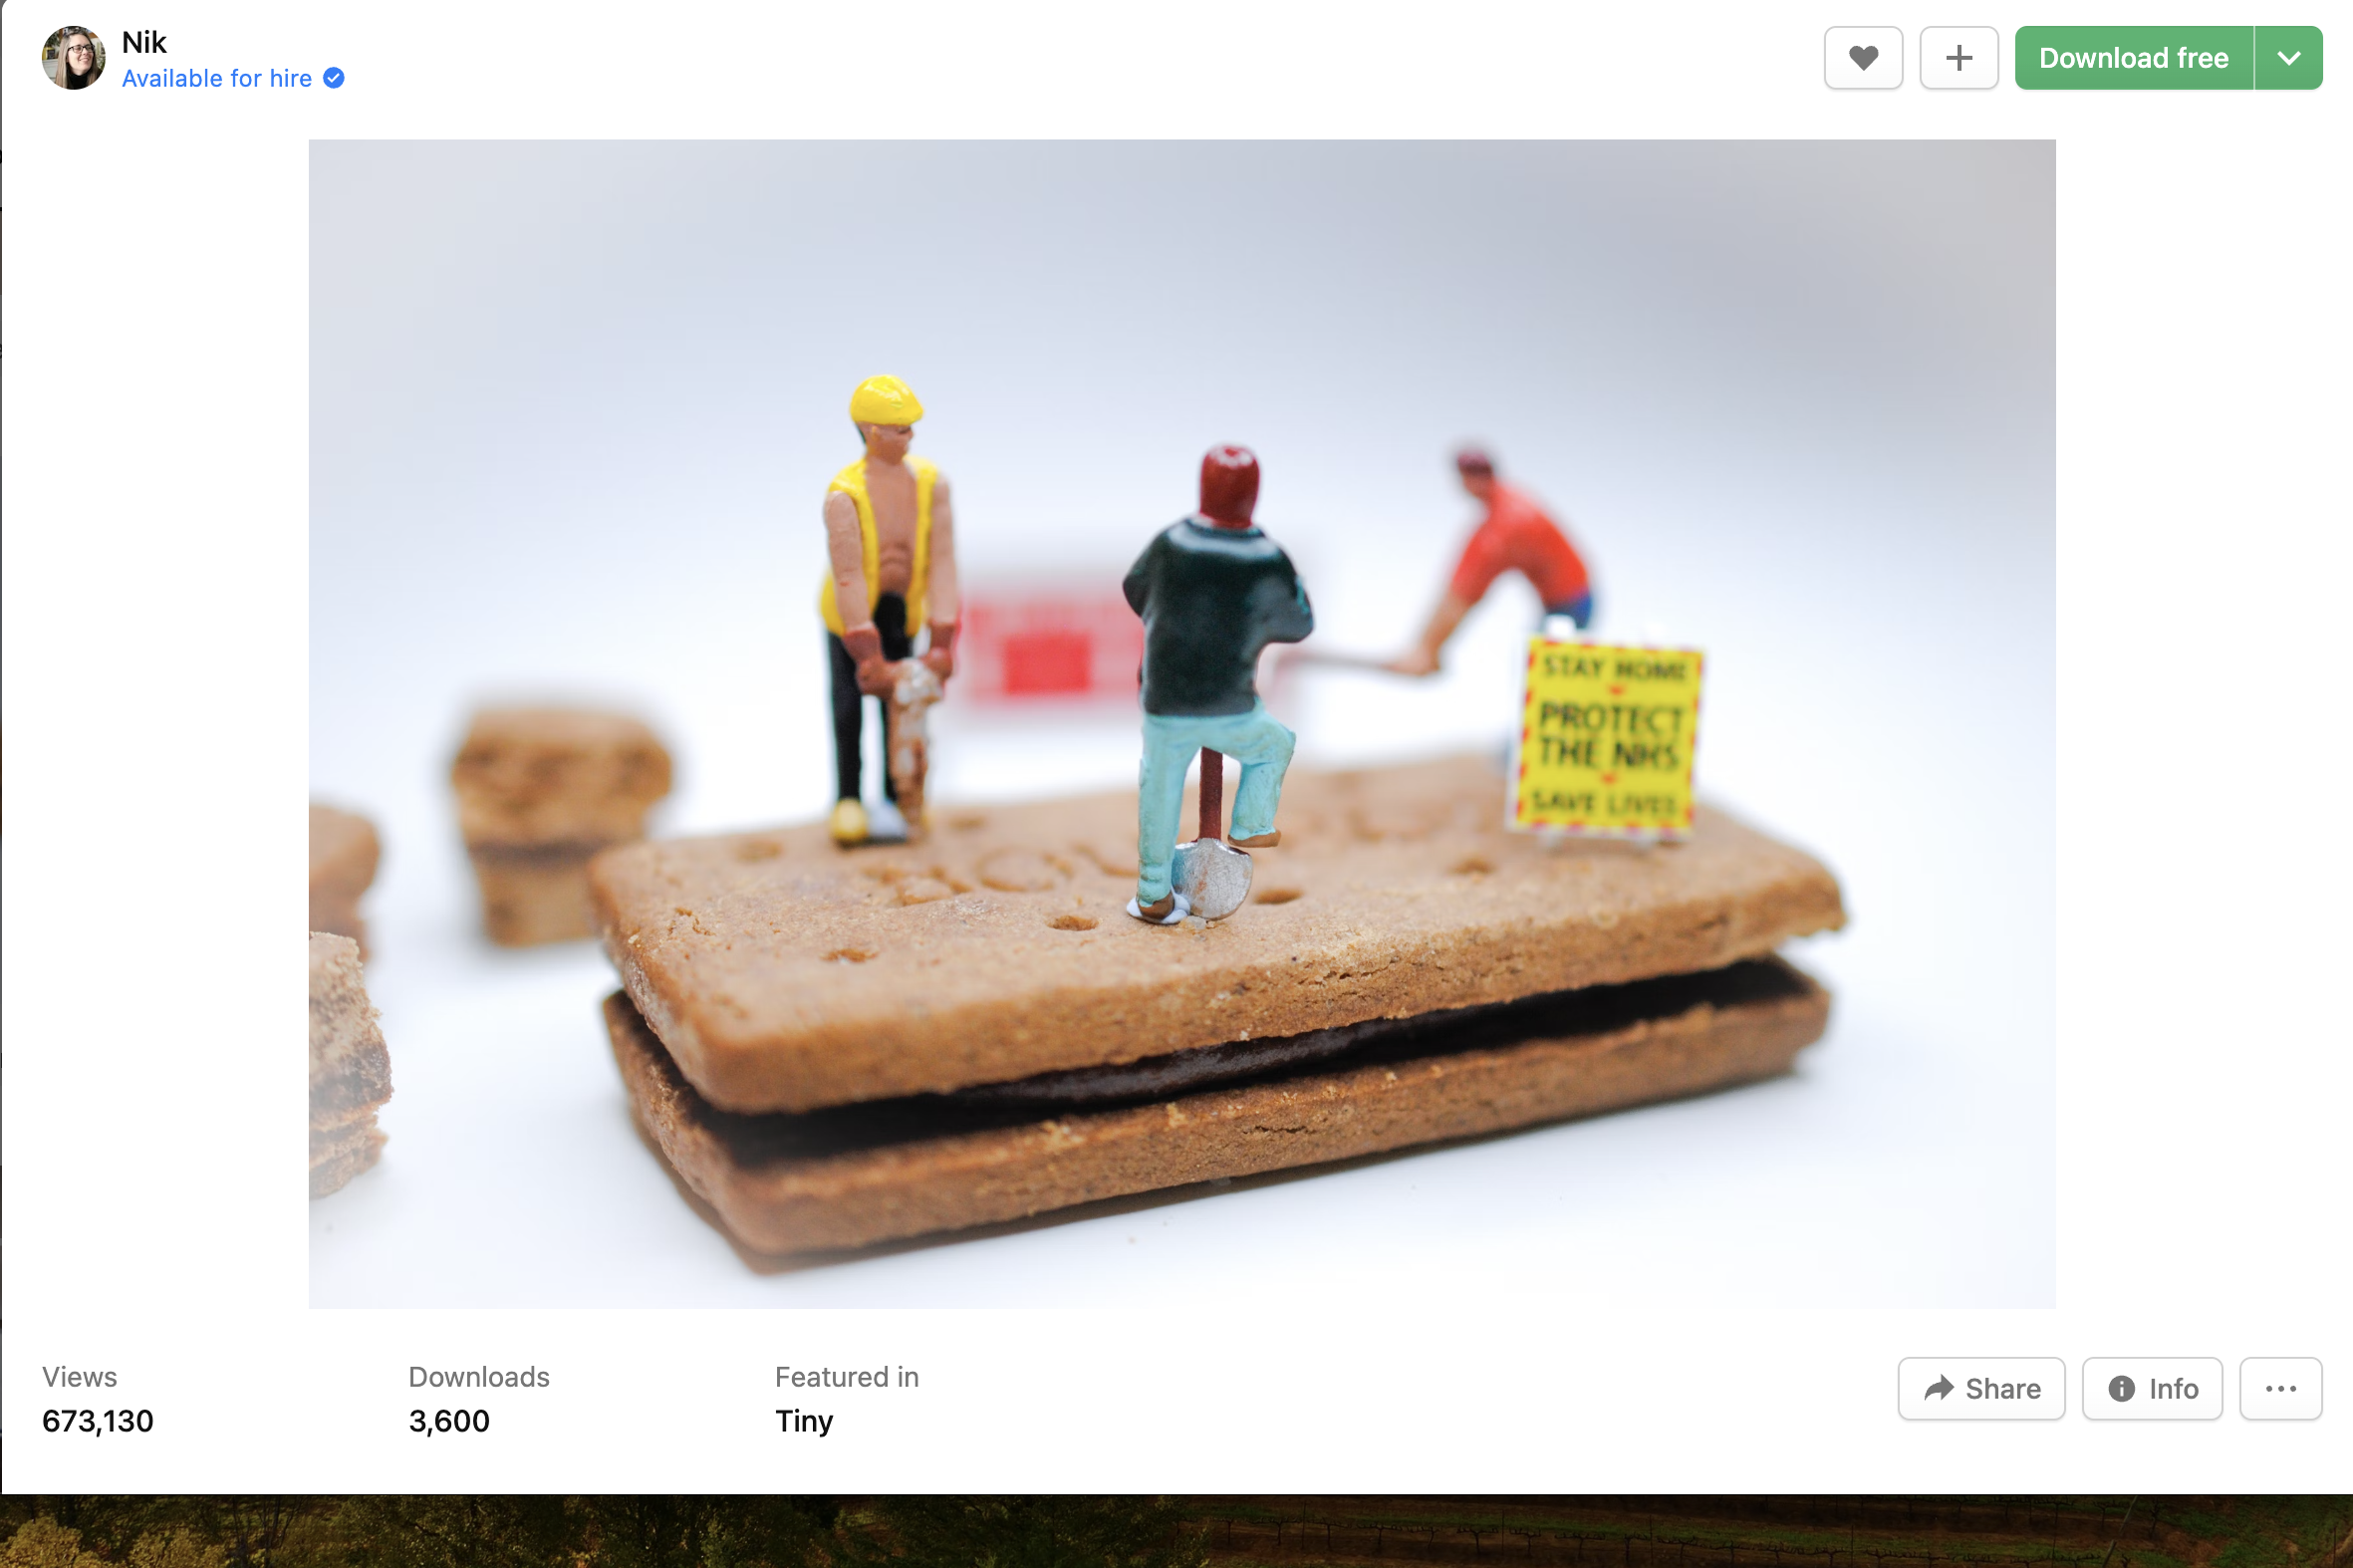 Nik
Available for hire
Download free
STAY HOME
PROTECT
THE NHS
SAVE LIVES
Views
Downloads
Featured in
673,130
3,600
Tiny
Share
Info